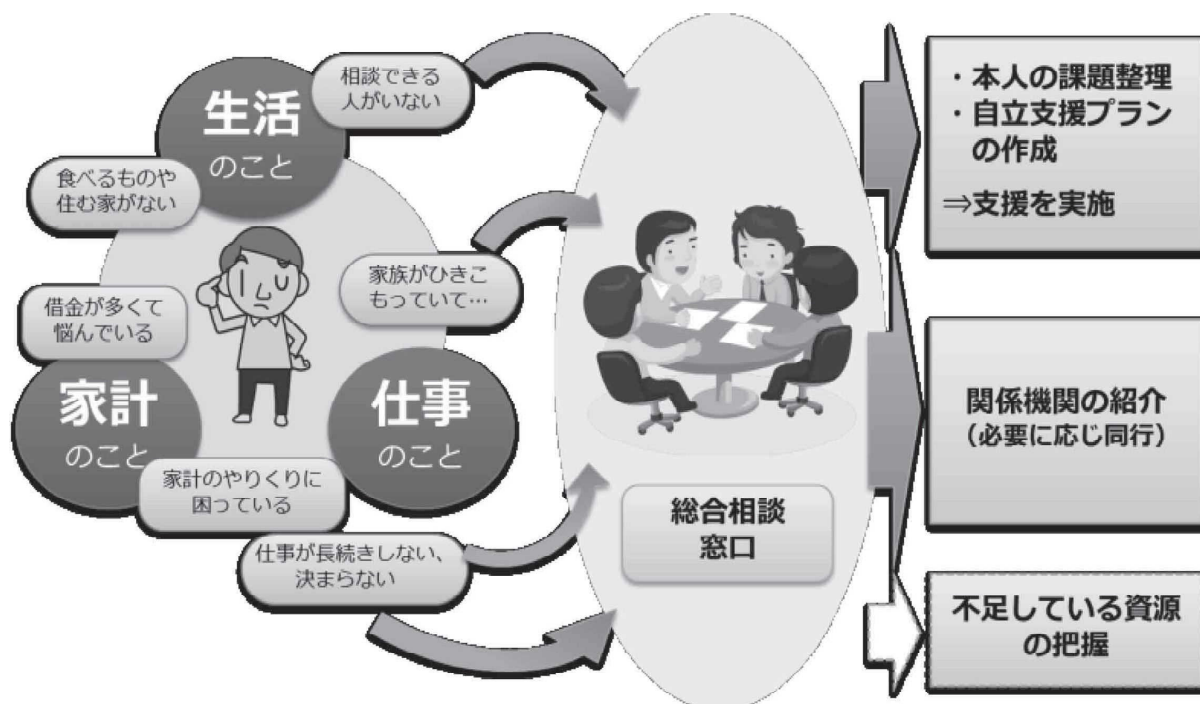 生活
のこと
相談できる
人がいない
食べるものや
住む家がない
家族がひきこ
もっていて…
借金が多くて
悩んでいる
家計
のこと
仕事
のこと
家計のやりくりに
困っている
仕事が長続きしない、
決まらない
総合相談
窓口
・本人の課題整理
・自立支援プラン
の作成
⇒支援を実施
関係機関の紹介
（必要に応じ同行）
不足している資源
の把握